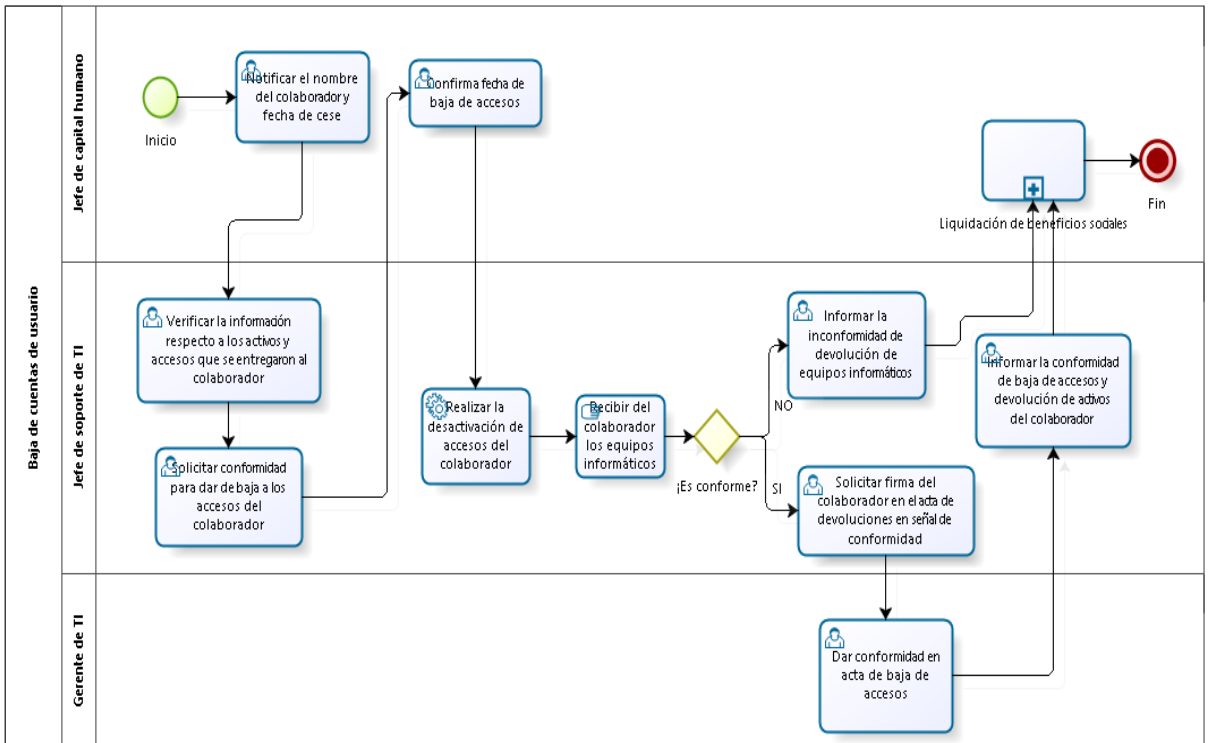 Baja de cuentas de usuario
Jefe de capital humano
Inicio
Notificar el nombre
del colaborador y
fecha de cese
Confirma fecha de
baja de accesos
Liquidación de beneficios sociales
Fin
Jefe de soporte de TI
Verificar la información
respecto a los activos y
accesos que se entregaron al
colaborador
Solicitar conformidad
para dar de baja a los
accesos del
colaborador
Realizar la
desactivación de
accesos del
colaborador
Recibir del
colaborador
los equipos
informáticos
¡Es conforme?
NO
SI
Informar la
inconformidad de
devolución de
equipos informáticos
Solicitar firma del
colaborador en el acta de
devoluciones en señal de
conformidad
Informar la conformidad
de baja de accesos y
devolución de activos
del colaborador
Gerente de TI
Dar conformidad en
acta de baja de
accesos